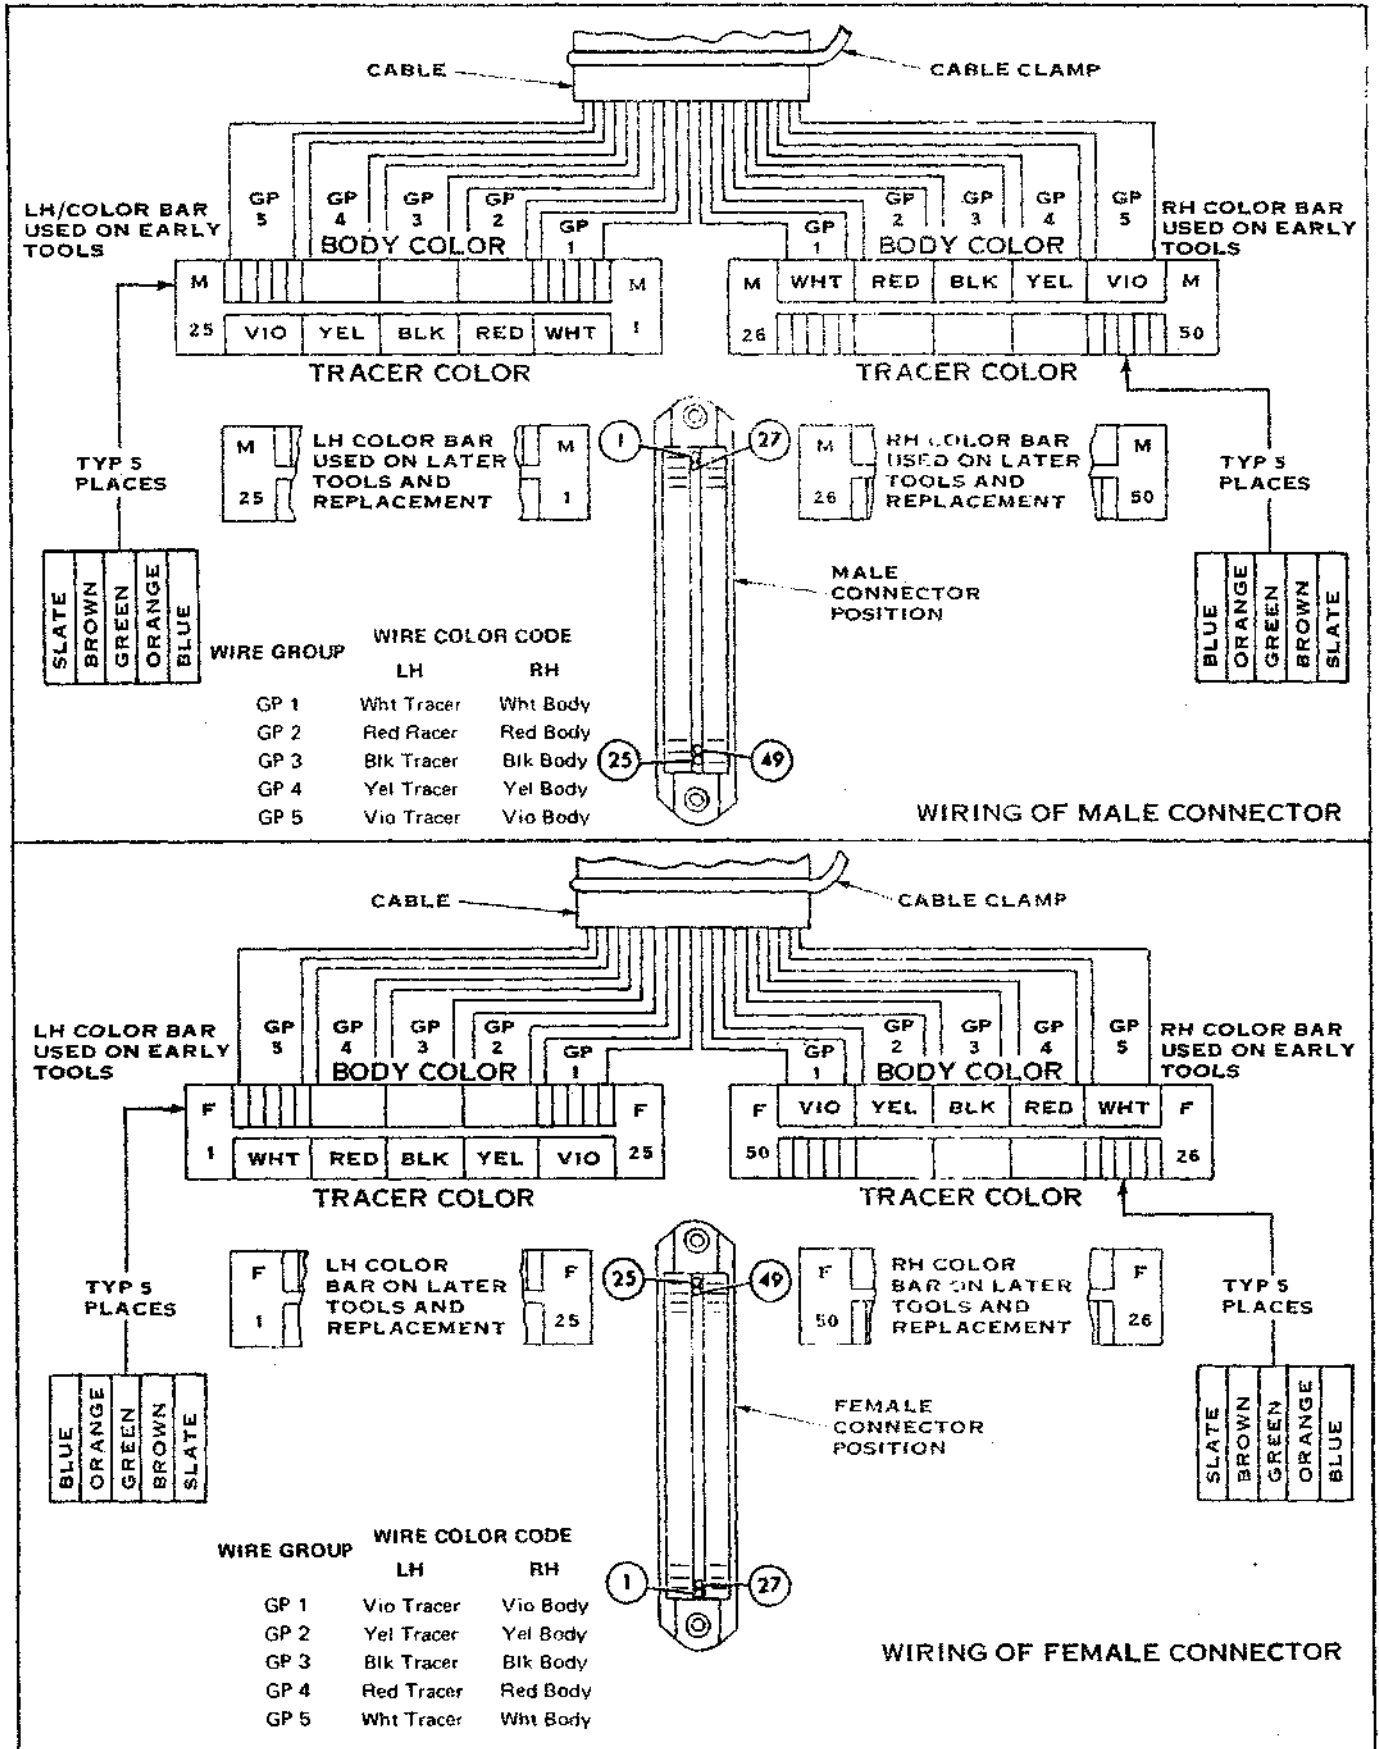 CABLE
CABLE CLAMP
LH/COLOR BAR
USED ON EARLY
TOOLS
GP
5
GP
4
GP
3
GP
2
GP
1
BODY COLOR
GP
1
GP
2
GP
3
GP
4
GP
5
BODY COLOR
RH COLOR BAR
USED ON EARLY
TOOLS
M
M
25
VIO
YEL
BLK
RED
WHT
1
TRACER COLOR
M
WHT
RED
BLK
YEL
VIO
M
26
50
TRACER COLOR
TYP 5
PLACES
M
25
LH COLOR BAR
USED ON LATER
TOOLS AND
REPLACEMENT
M
1
1
27
M
26
RH COLOR BAR
USED ON LATER
TOOLS AND
REPLACEMENT
M
50
TYP 5
PLACES
SLATE
BROWN
GREEN
ORANGE
BLUE
MALE
CONNECTOR
POSITION
BLUE
ORANGE
GREEN
BROWN
SLATE
WIRE COLOR CODE
WIRE GROUP
LH
RH
GP 1 Wht Tracer Wht Body
GP 2 Red Racer Red Body
GP 3 Blk Tracer Blk Body
GP 4 Yel Tracer Yel Body
GP 5 Vio Tracer Vio Body
25
49
WIRING OF MALE CONNECTOR
CABLE
CABLE CLAMP
LH COLOR BAR
USED ON EARLY
TOOLS
GP
5
GP
4
GP
3
GP
2
GP
1
BODY COLOR
GP
1
GP
2
GP
3
GP
4
GP
5
BODY COLOR
RH COLOR BAR
USED ON EARLY
TOOLS
F
F
1
WHT
RED
BLK
YEL
VIO
25
TRACER COLOR
F
VIO
YEL
BLK
RED
WHT
F
50
26
TRACER COLOR
TYP 5
PLACES
F
1
LH COLOR
BAR ON LATER
TOOLS AND
REPLACEMENT
F
25
25
49
F
50
RH COLOR
BAR ON LATER
TOOLS AND
REPLACEMENT
F
26
TYP 5
PLACES
BLUE
ORANGE
GREEN
BROWN
SLATE
FEMALE
CONNECTOR
POSITION
SLATE
BROWN
GREEN
ORANGE
BLUE
WIRE COLOR CODE
WIRE GROUP
LH
RH
GP 1 Vio Tracer Vio Body
GP 2 Yel Tracer Yel Body
GP 3 Blk Tracer Blk Body
GP 4 Red Tracer Red Body
GP 5 Wht Tracer Wht Body
1
27
WIRING OF FEMALE CONNECTOR